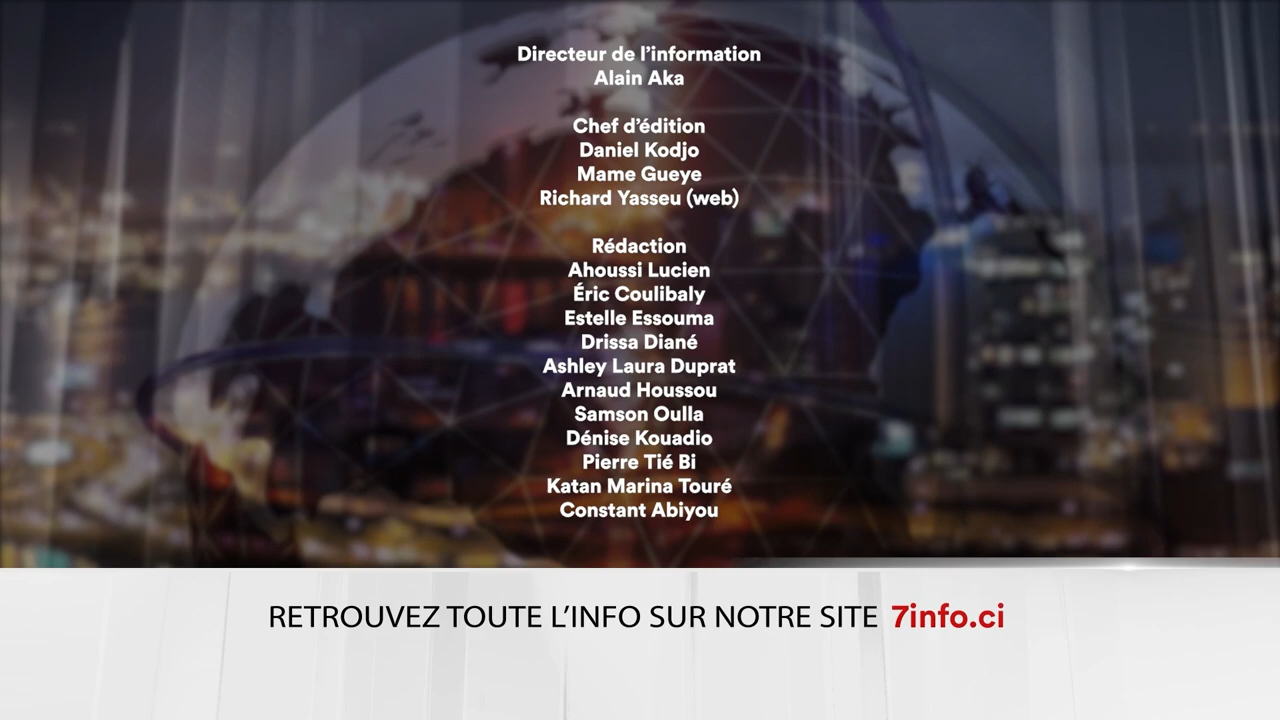 Directeur de l’information
Alain Aka
Chef d’édition
Daniel Kodjo
Mame Gueye
Richard Yasseu (web)
Rédaction
Ahoussi Lucien
Éric Coulibaly
Estelle Essouma
Drissa Diané
Ashley Laura Duprat
Arnaud Houssou
Samson Oulla
Dénise Kouadio
Pierre Tié Bi
Katan Marina Touré
Constant Abiyou
RETROUVEZ TOUTE L’INFO SUR NOTRE SITE 7info.ci